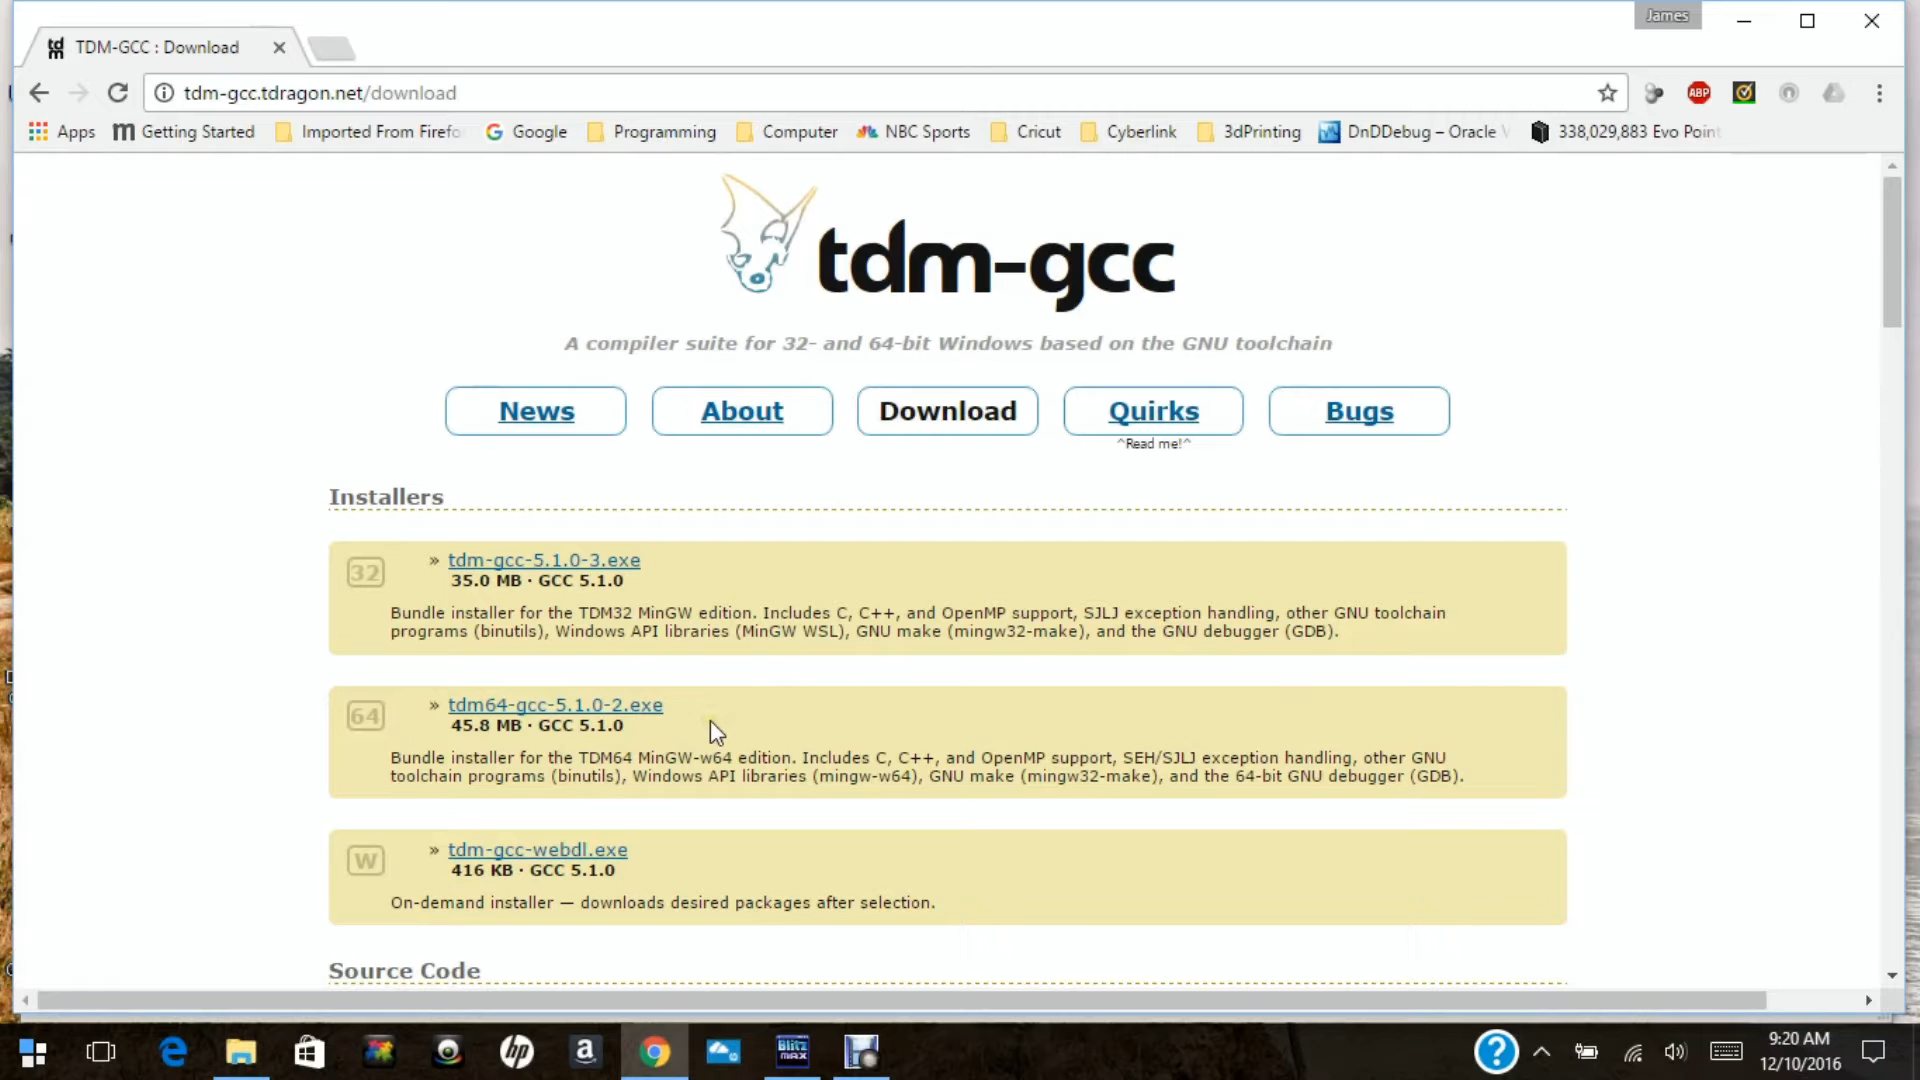 James
TDM-GCC : Download
tdm-gcc.tdragon.net/download
ABP
Apps
Getting Started
Imported From Firefo
Google
Programming
Computer
NBC Sports
Cricut
Cyberlink
3dPrinting
DnDDebug – Oracle V
338,029,883 Evo Point
tdm-gcc
A compiler suite for 32- and 64-bit Windows based on the GNU toolchain
News
About
Download
Quirks
Bugs
^Read me!^
Installers
32
» tdm-gcc-5.1.0-3.exe
35.0 MB · GCC 5.1.0
Bundle installer for the TDM32 MinGW edition. Includes C, C++, and OpenMP support, SJLJ exception handling, other GNU toolchain
programs (binutils), Windows API libraries (MinGW WSL), GNU make (mingw32-make), and the GNU debugger (GDB).
64
» tdm64-gcc-5.1.0-2.exe
45.8 MB · GCC 5.1.0
Bundle installer for the TDM64 MinGW-w64 edition. Includes C, C++, and OpenMP support, SEH/SJLJ exception handling, other GNU
toolchain programs (binutils), Windows API libraries (mingw-w64), GNU make (mingw32-make), and the 64-bit GNU debugger (GDB).
W
» tdm-gcc-webdl.exe
416 KB · GCC 5.1.0
On-demand installer — downloads desired packages after selection.
Source Code
hp
a
Blitz
MAX
?
9:20 AM
12/10/2016